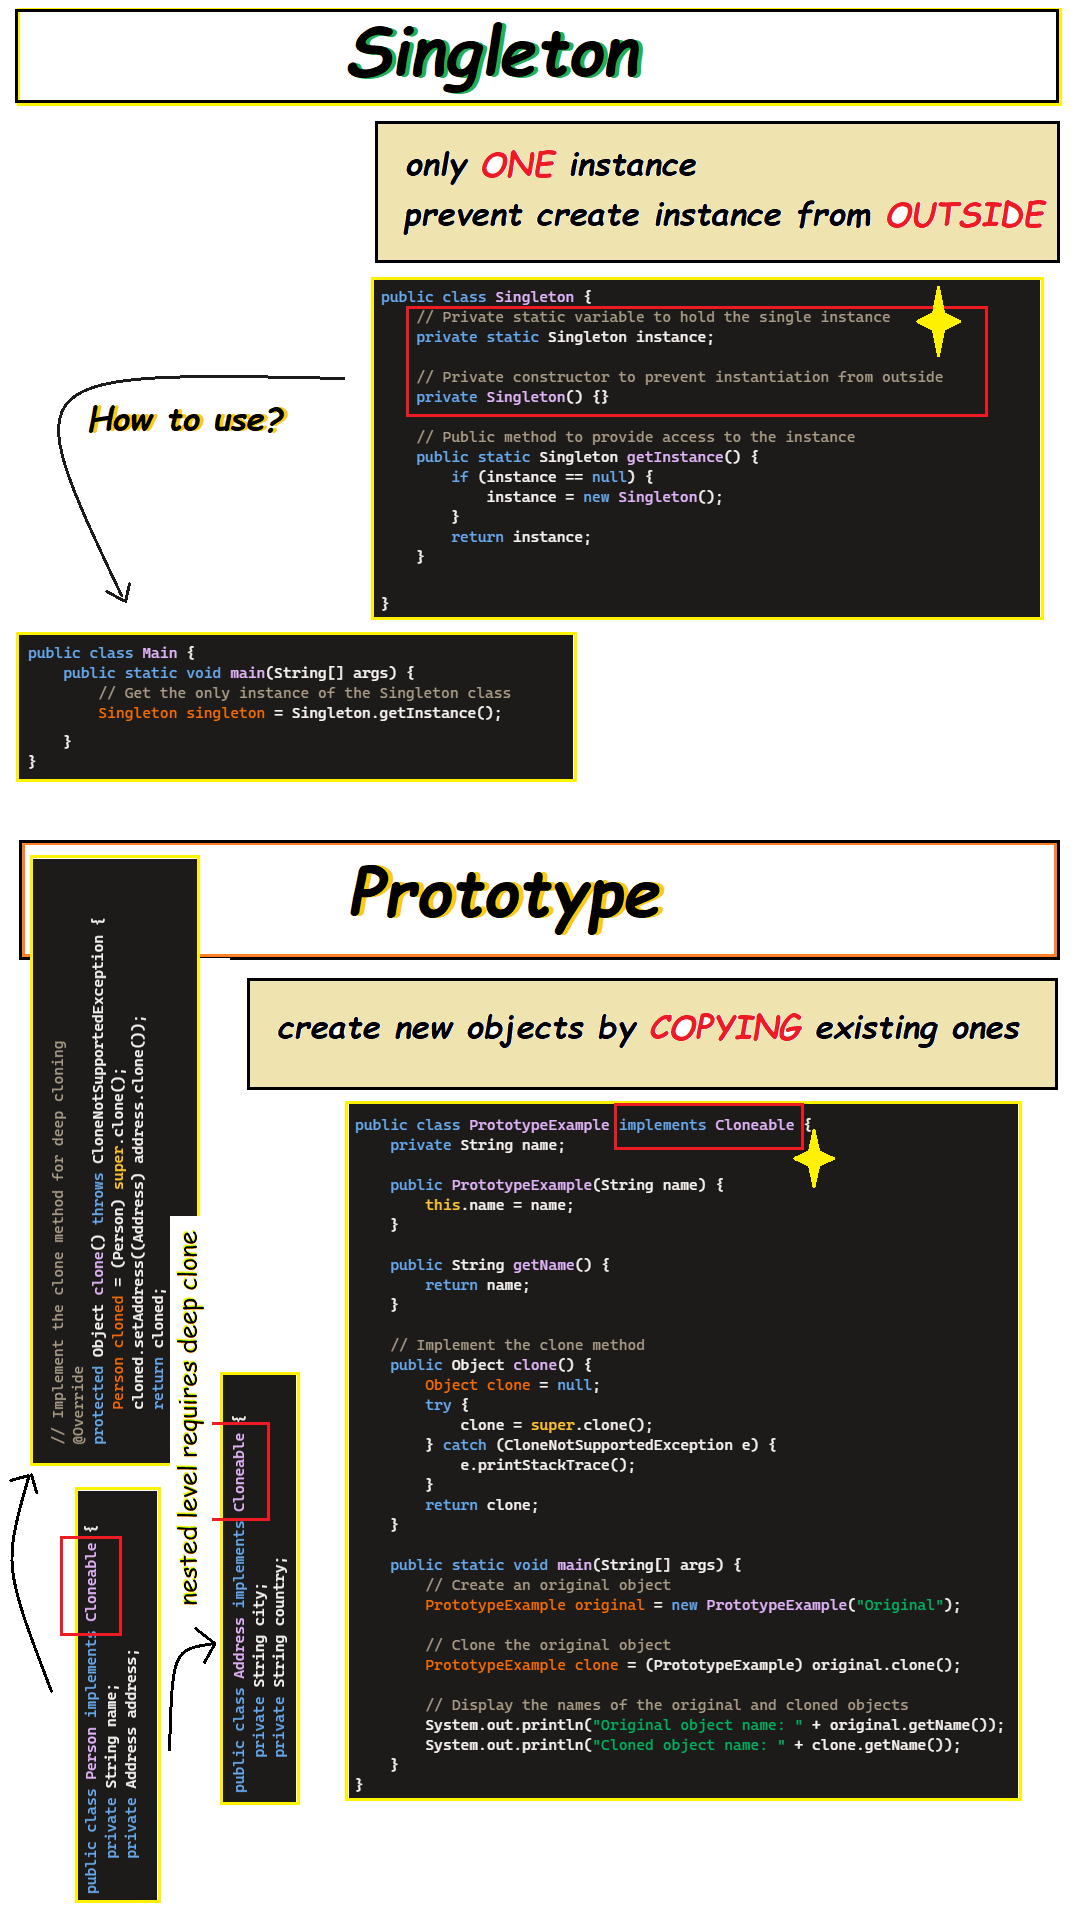 Singleton
only ONE instance
prevent create instance from OUTSIDE
public class Singleton {
// Private static variable to hold the single instance
private static Singleton instance;
// Private constructor to prevent instantiation from outside
private Singleton() {}
// Public method to provide access to the instance
public static Singleton getInstance() {
if (instance == null) {
instance = new Singleton();
}
return instance;
}
}
How to use?
public class Main {
public static void main(String[] args) {
// Get the only instance of the Singleton class
Singleton singleton = Singleton.getInstance();
}
}
Prototype
create new objects by COPYING existing ones
public class PrototypeExample implements Cloneable {
private String name;
public PrototypeExample(String name) {
this.name = name;
}
public String getName() {
return name;
}
// Implement the clone method
public Object clone() {
Object clone = null;
try {
clone = super.clone();
} catch (CloneNotSupportedException e) {
e.printStackTrace();
}
return clone;
}
public static void main(String[] args) {
// Create an original object
PrototypeExample original = new PrototypeExample("Original");
// Clone the original object
PrototypeExample clone = (PrototypeExample) original.clone();
// Display the names of the original and cloned objects
System.out.println("Original object name: " + original.getName());
System.out.println("Cloned object name: " + clone.getName());
}
}
// Implement the clone method for deep cloning
@Override
protected Object clone() throws CloneNotSupportedException {
Person cloned = (Person) super.clone();
cloned.setAddress((Address) address.clone());
return cloned;
nested level requires deep clone
public class Person implements Cloneable {
private String name;
private Address address;
public class Address implements Cloneable {
private String city;
private String country;